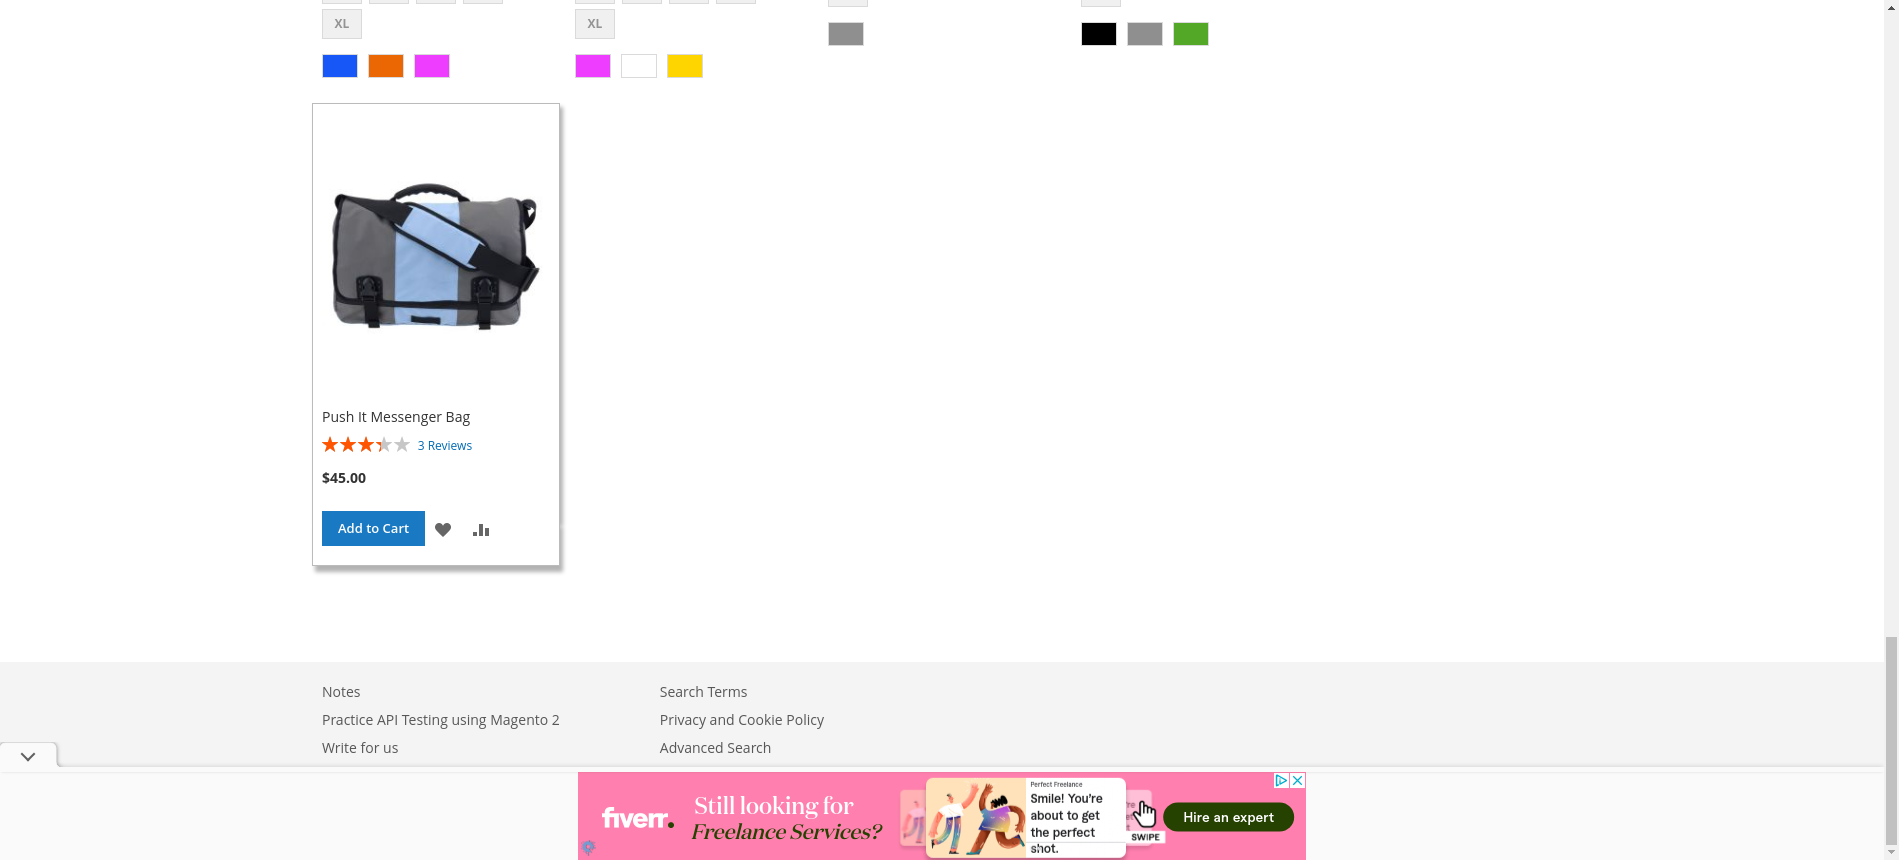 XL
XL
Push It Messenger Bag
3 Reviews
$45.00
Add to Cart
Notes
Search Terms
Practice API Testing using Magento 2
Privacy and Cookie Policy
Write for us
Advanced Search
fiverr.
Still looking for
Freelance Services?
Perfect Freelance
Smile! You're
about to get
the perfect
shot.
SWIPE
Hire an expert